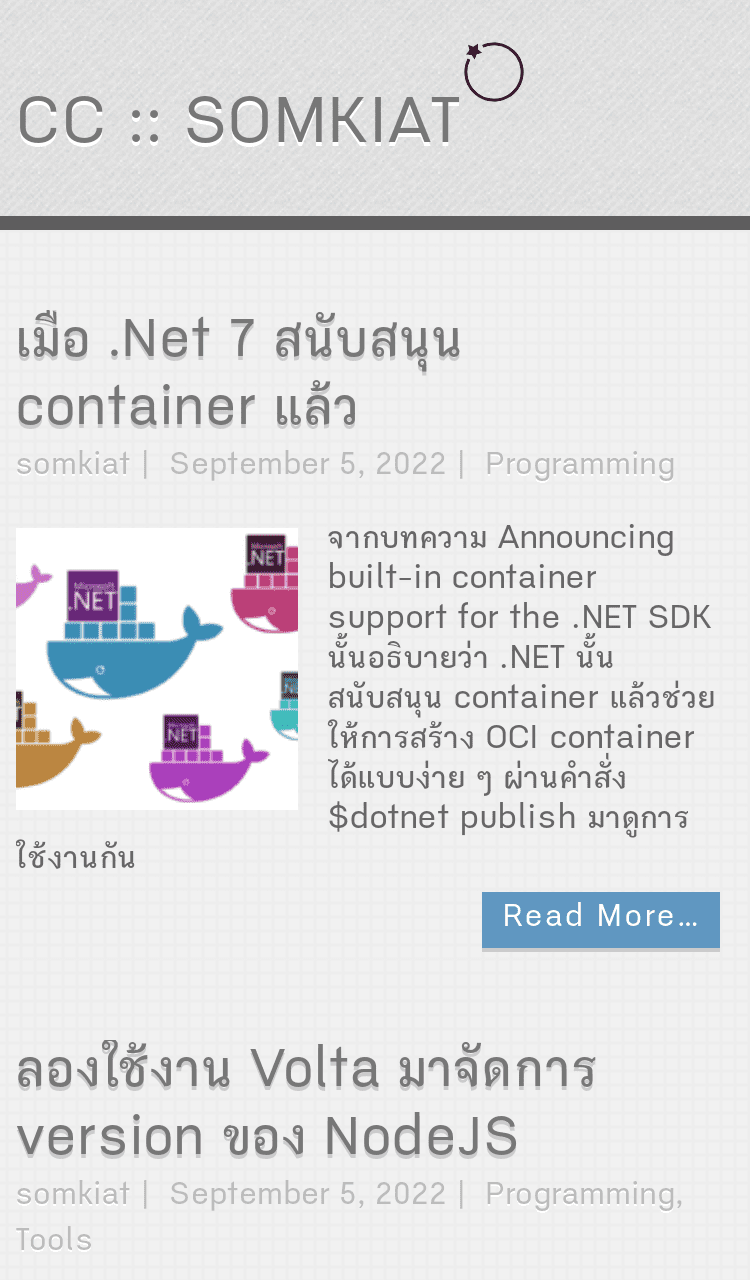 CC :: SOMKIAT
เมื่อ .Net 7 สนับสนุน
container แล้ว
somkiat | September 5, 2022 | Programming
จากบทความ Announcing
built-in container
support for the .NET SDK
นั้นอธิบายว่า .NET นั้น
สนับสนุน container แล้วช่วย
ให้การสร้าง OCI container
ได้แบบง่าย ๆ ผ่านคำสั่ง
$dotnet publish มาดูการ
ใช้งานกัน
Microsoft
.NET
.NET
.NET
.NET
Read More…
ลองใช้งาน Volta มาจัดการ
version ของ NodeJS
somkiat | September 5, 2022 | Programming,
Tools